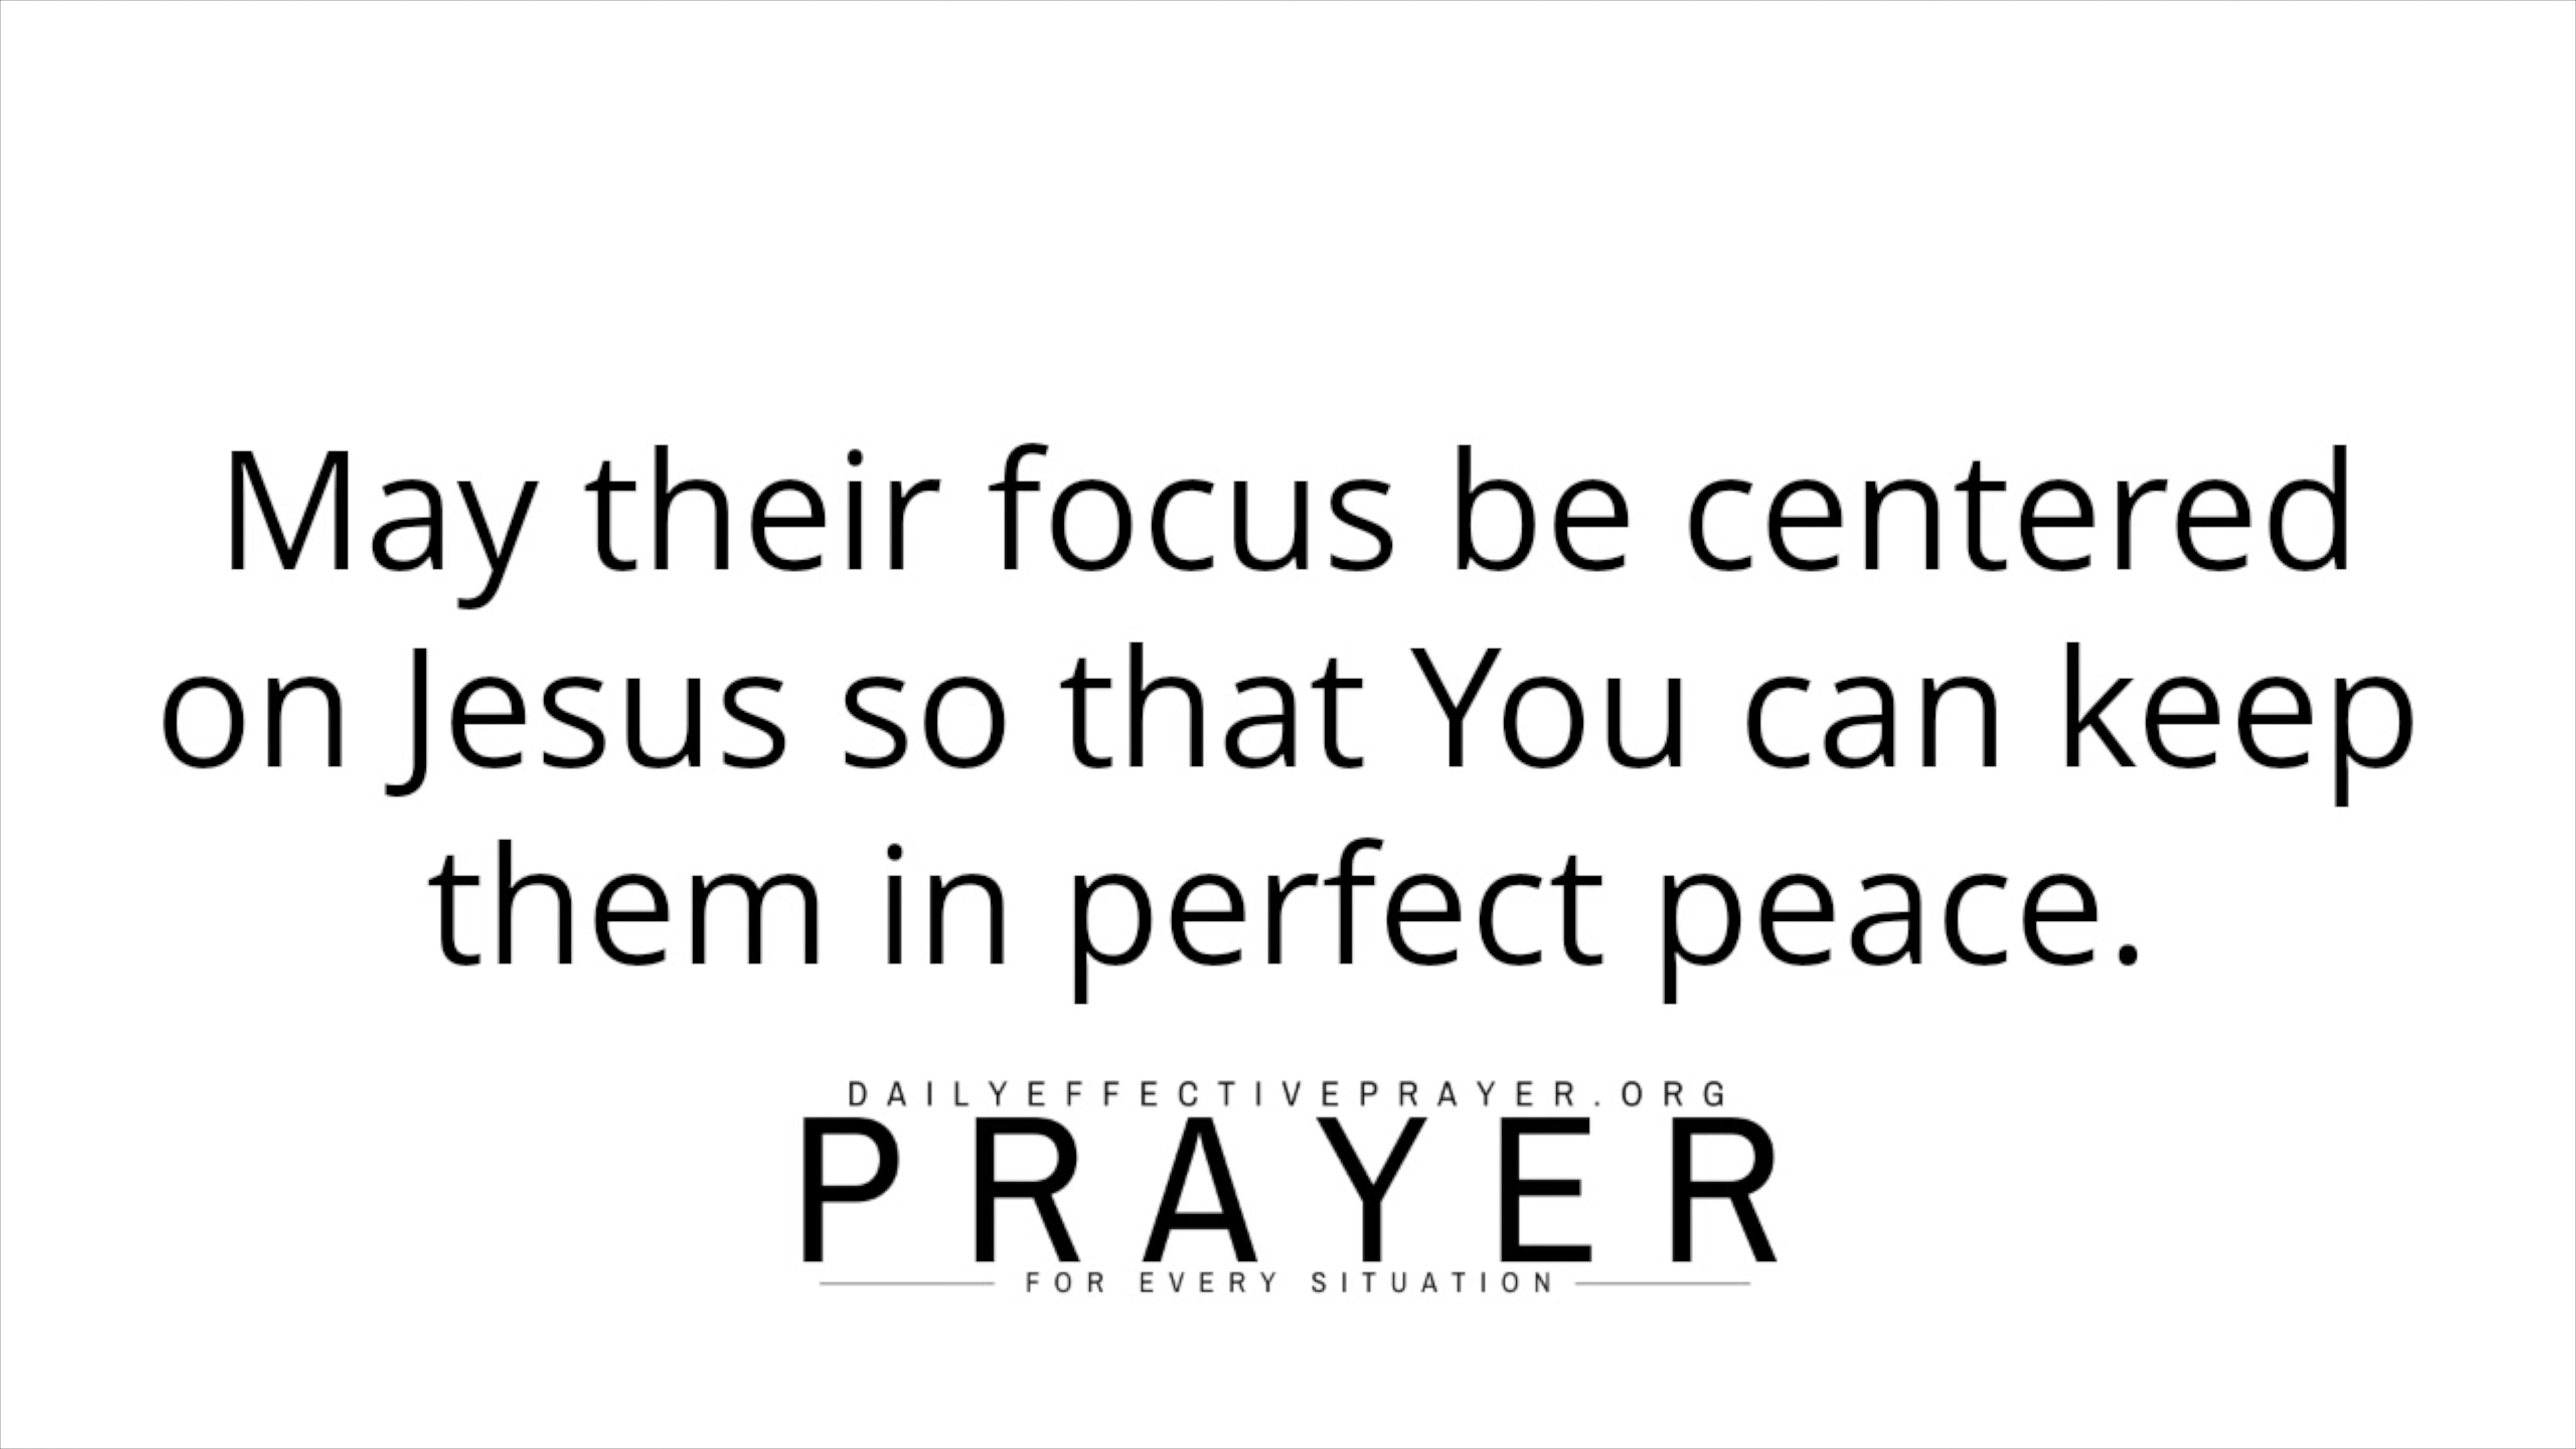 May their focus be centered
on Jesus so that You can keep
them in perfect peace.
DAILYEFFECTIVEPRAYER.ORG
PRAYER
FOR EVERY SITUATION